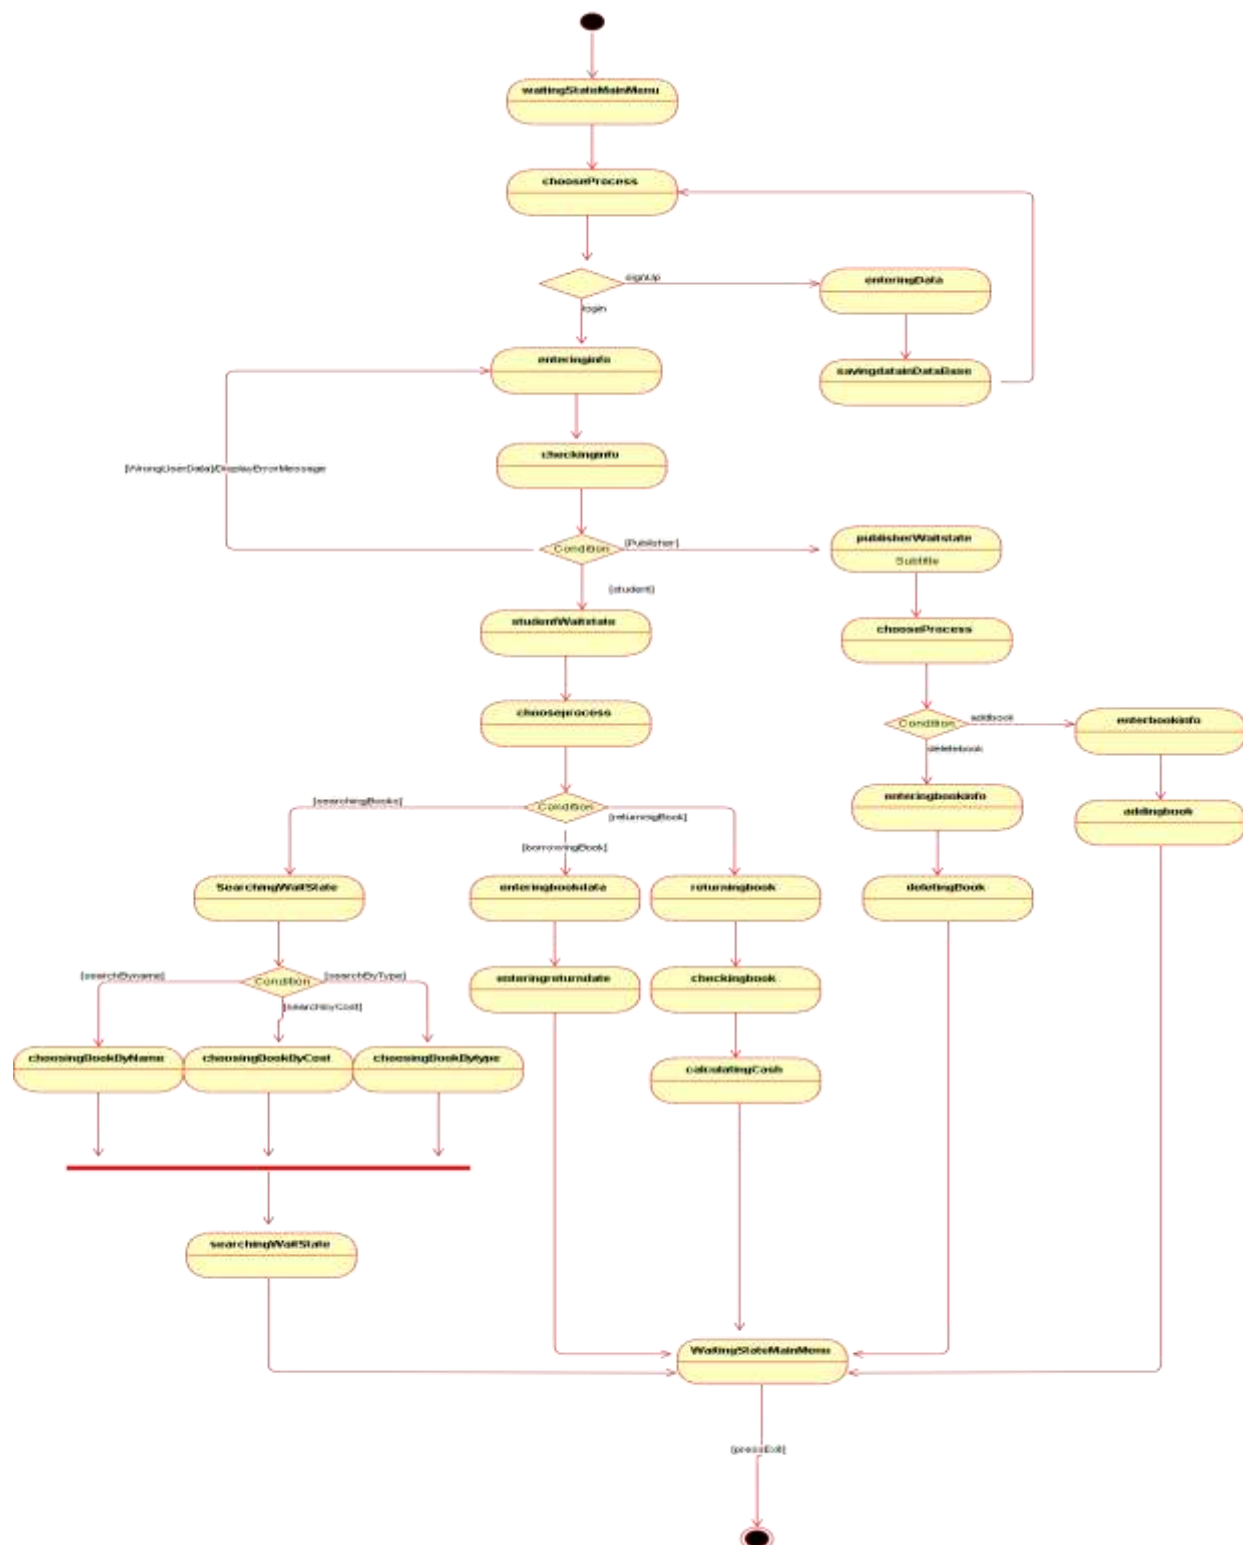 waitingStateMainMenu
chooseProcess
signUp
enteringData
login
enteringinfo
savingdatainDataBase
checkinginfo
[WrongUserData]/DisplayErrorMessage
Condition
[Publisher]
publisherWaitstate
Subtitle
[student]
studentWaitstate
chooseProcess
chooseprocess
Condition
addbook
enterbookinfo
deletebook
enteringbookinfo
[searchingBooks]
Condition
[returnigBook]
addingbook
[borrowingBook]
SearchingWaitState
enteringbookdata
returningbook
deletingBook
[searchByname]
Condition
[searchByType]
enteringreturndate
checkingbook
[searchbyCost]
choosingBookByName
choosingBookByCost
choosingBookBytype
calculatingCash
searchingWaitState
WaitingStateMainMenu
[pressExit]